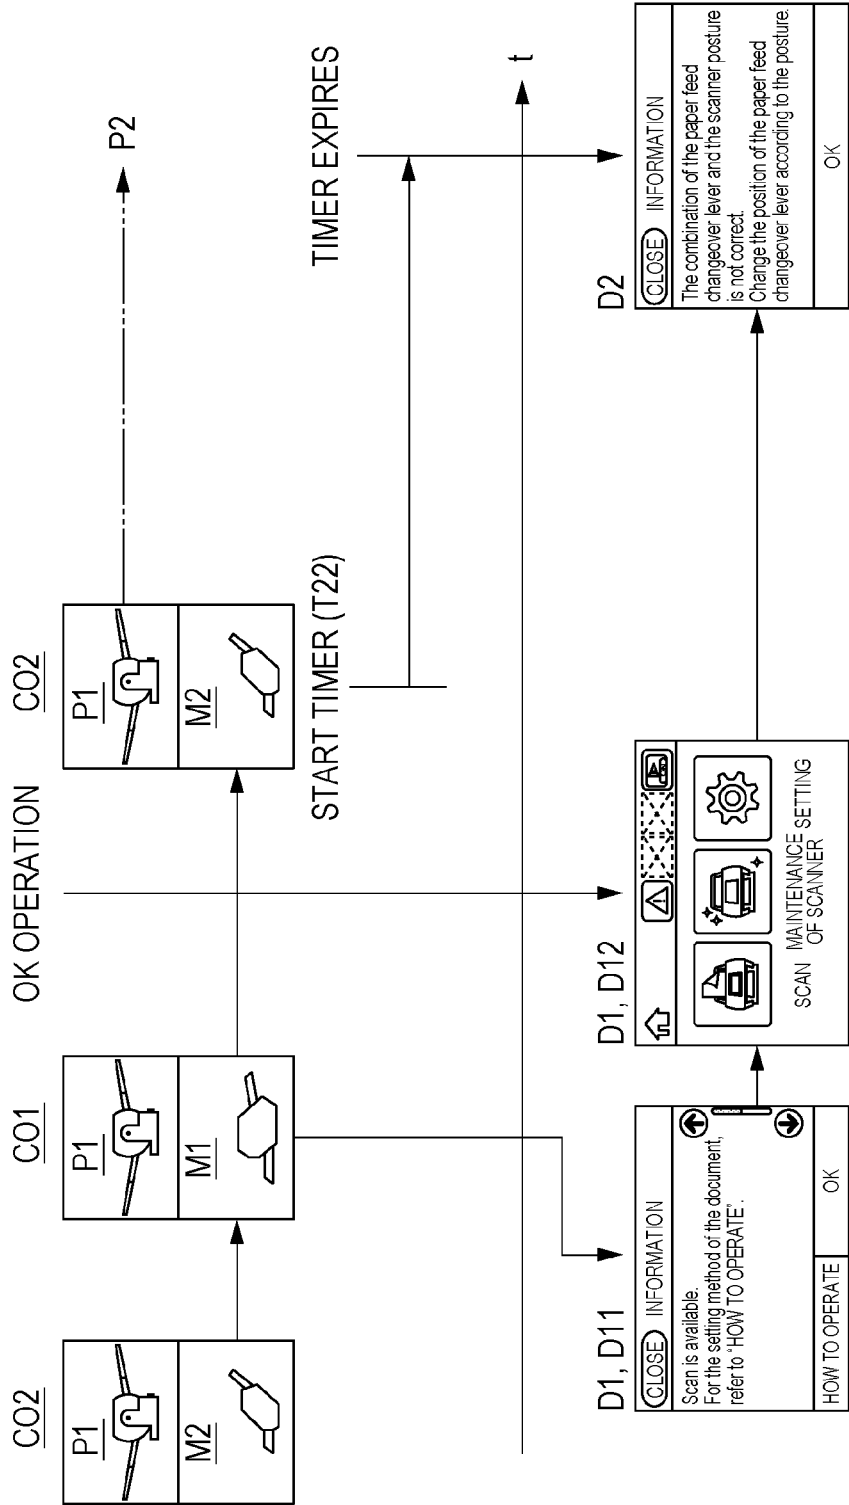 CO2
P1
M2
CO1
P1
M1
OK OPERATION
CO2
P1
M2
P2
START TIMER (T22)
TIMER EXPIRES
t
D1, D11
CLOSE INFORMATION
Scan is available.
For the setting method of the document,
refer to "HOW TO OPERATE".
HOW TO OPERATE OK
D1, D12
SCAN MAINTENANCE SETTING
OF SCANNER
D2
CLOSE INFORMATION
The combination of the paper feed
changeover lever and the scanner posture
is not correct.
Change the position of the paper feed
changeover lever according to the posture.
OK